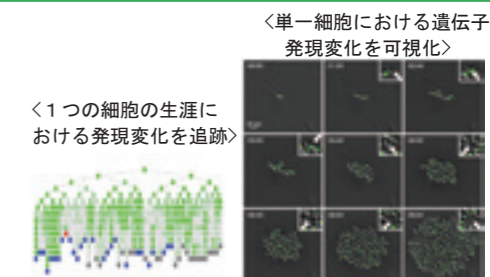 <単一細胞における遺伝子
発現変化を可視化>
<1つの細胞の生涯に
おける発現変化を追跡>